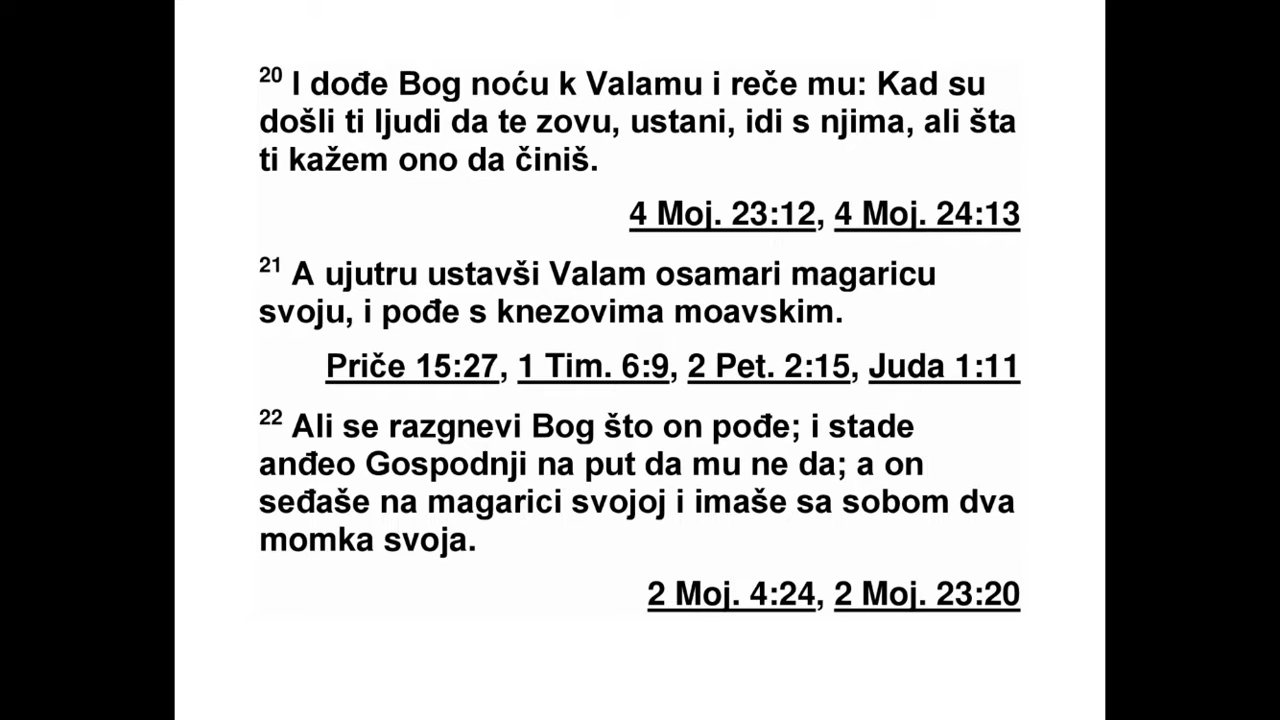 20 I dođe Bog noću k Valamu i reče mu: Kad su
došli ti ljudi da te zovu, ustani, idi s njima, ali šta
ti kažem ono da činiš.
4 Moj. 23:12, 4 Moj. 24:13
21 A ujutru ustavši Valam osamari magaricu
svoju, i pođe s knezovima moavskim.
Priče 15:27, 1 Tim. 6:9, 2 Pet. 2:15, Juda 1:11
22 Ali se razgnevi Bog što on pođe; i stade
anđeo Gospodnji na put da mu ne da; a on
seđaše na magarici svojoj i imaše sa sobom dva
momka svoja.
2 Moj. 4:24, 2 Moj. 23:20